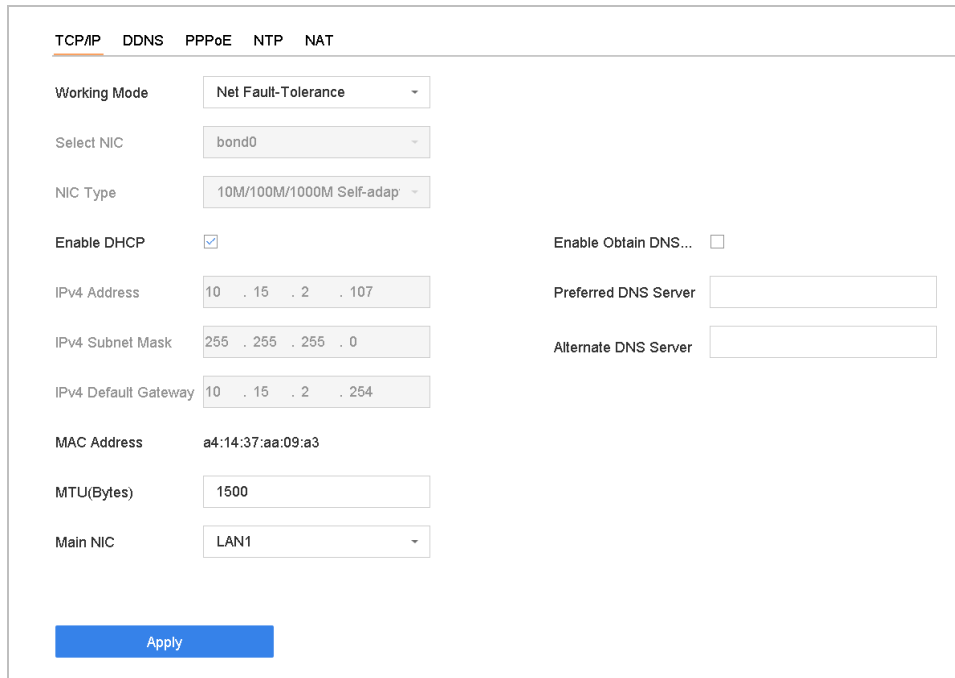 TCP/IP DDNS PPPoE NTP NAT
Working Mode Net Fault-Tolerance
Select NIC bond0
NIC Type 10M/100M/1000M Self-adap
Enable DHCP Enable Obtain DNS...
IPv4 Address 10 . 15 . 2 . 107 Preferred DNS Server
IPv4 Subnet Mask 255 . 255 . 255 . 0 Alternate DNS Server
IPv4 Default Gateway 10 . 15 . 2 . 254
MAC Address a4:14:37:aa:09:a3
MTU(Bytes) 1500
Main NIC LAN1
Apply